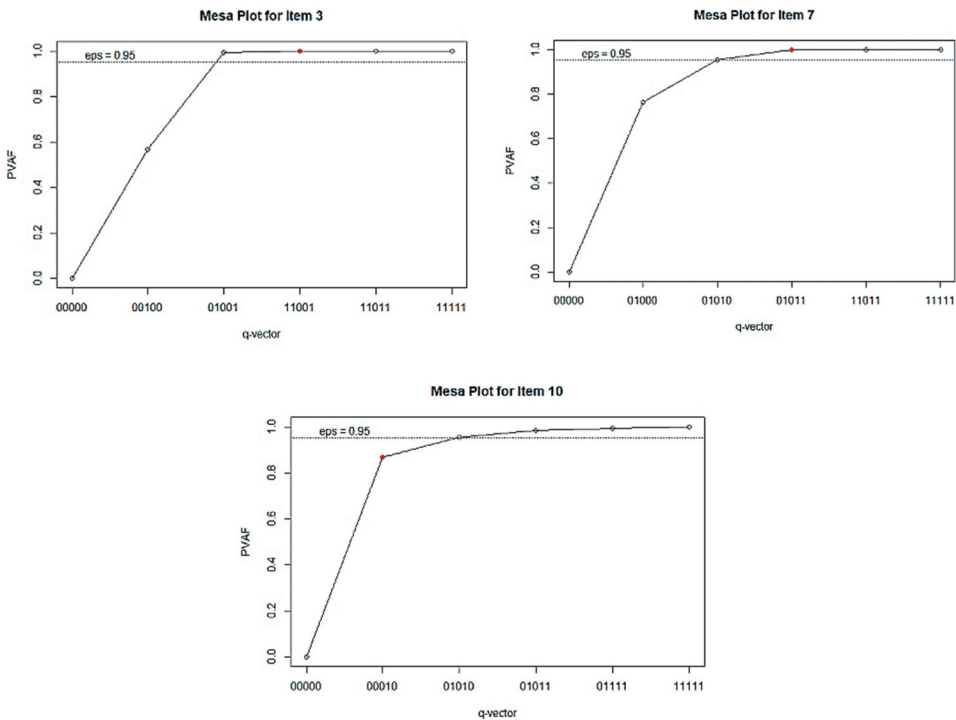 Mesa Plot for Item 3
eps = 0.95
PVAF
0.0 0.2 0.4 0.6 0.8 1.0
00000 00100 01001 11001 11011 11111
q-vector
Mesa Plot for Item 7
eps = 0.95
PVAF
0.0 0.2 0.4 0.6 0.8 1.0
00000 01000 01010 01011 11011 11111
q-vector
Mesa Plot for Item 10
eps = 0.95
PVAF
0.0 0.2 0.4 0.6 0.8 1.0
00000 00010 01010 01011 01111 11111
q-vector